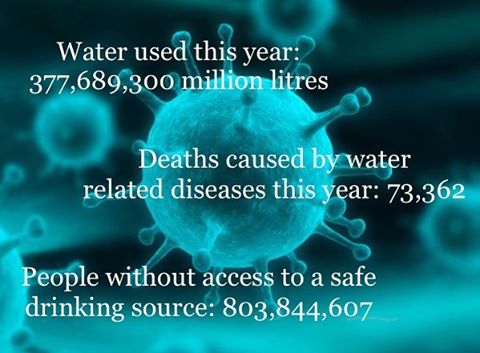 Water used this year:
377,689,300 million litres
Deaths caused by water
related diseases this year: 73,362
People without access to a safe
drinking source: 803,844,607